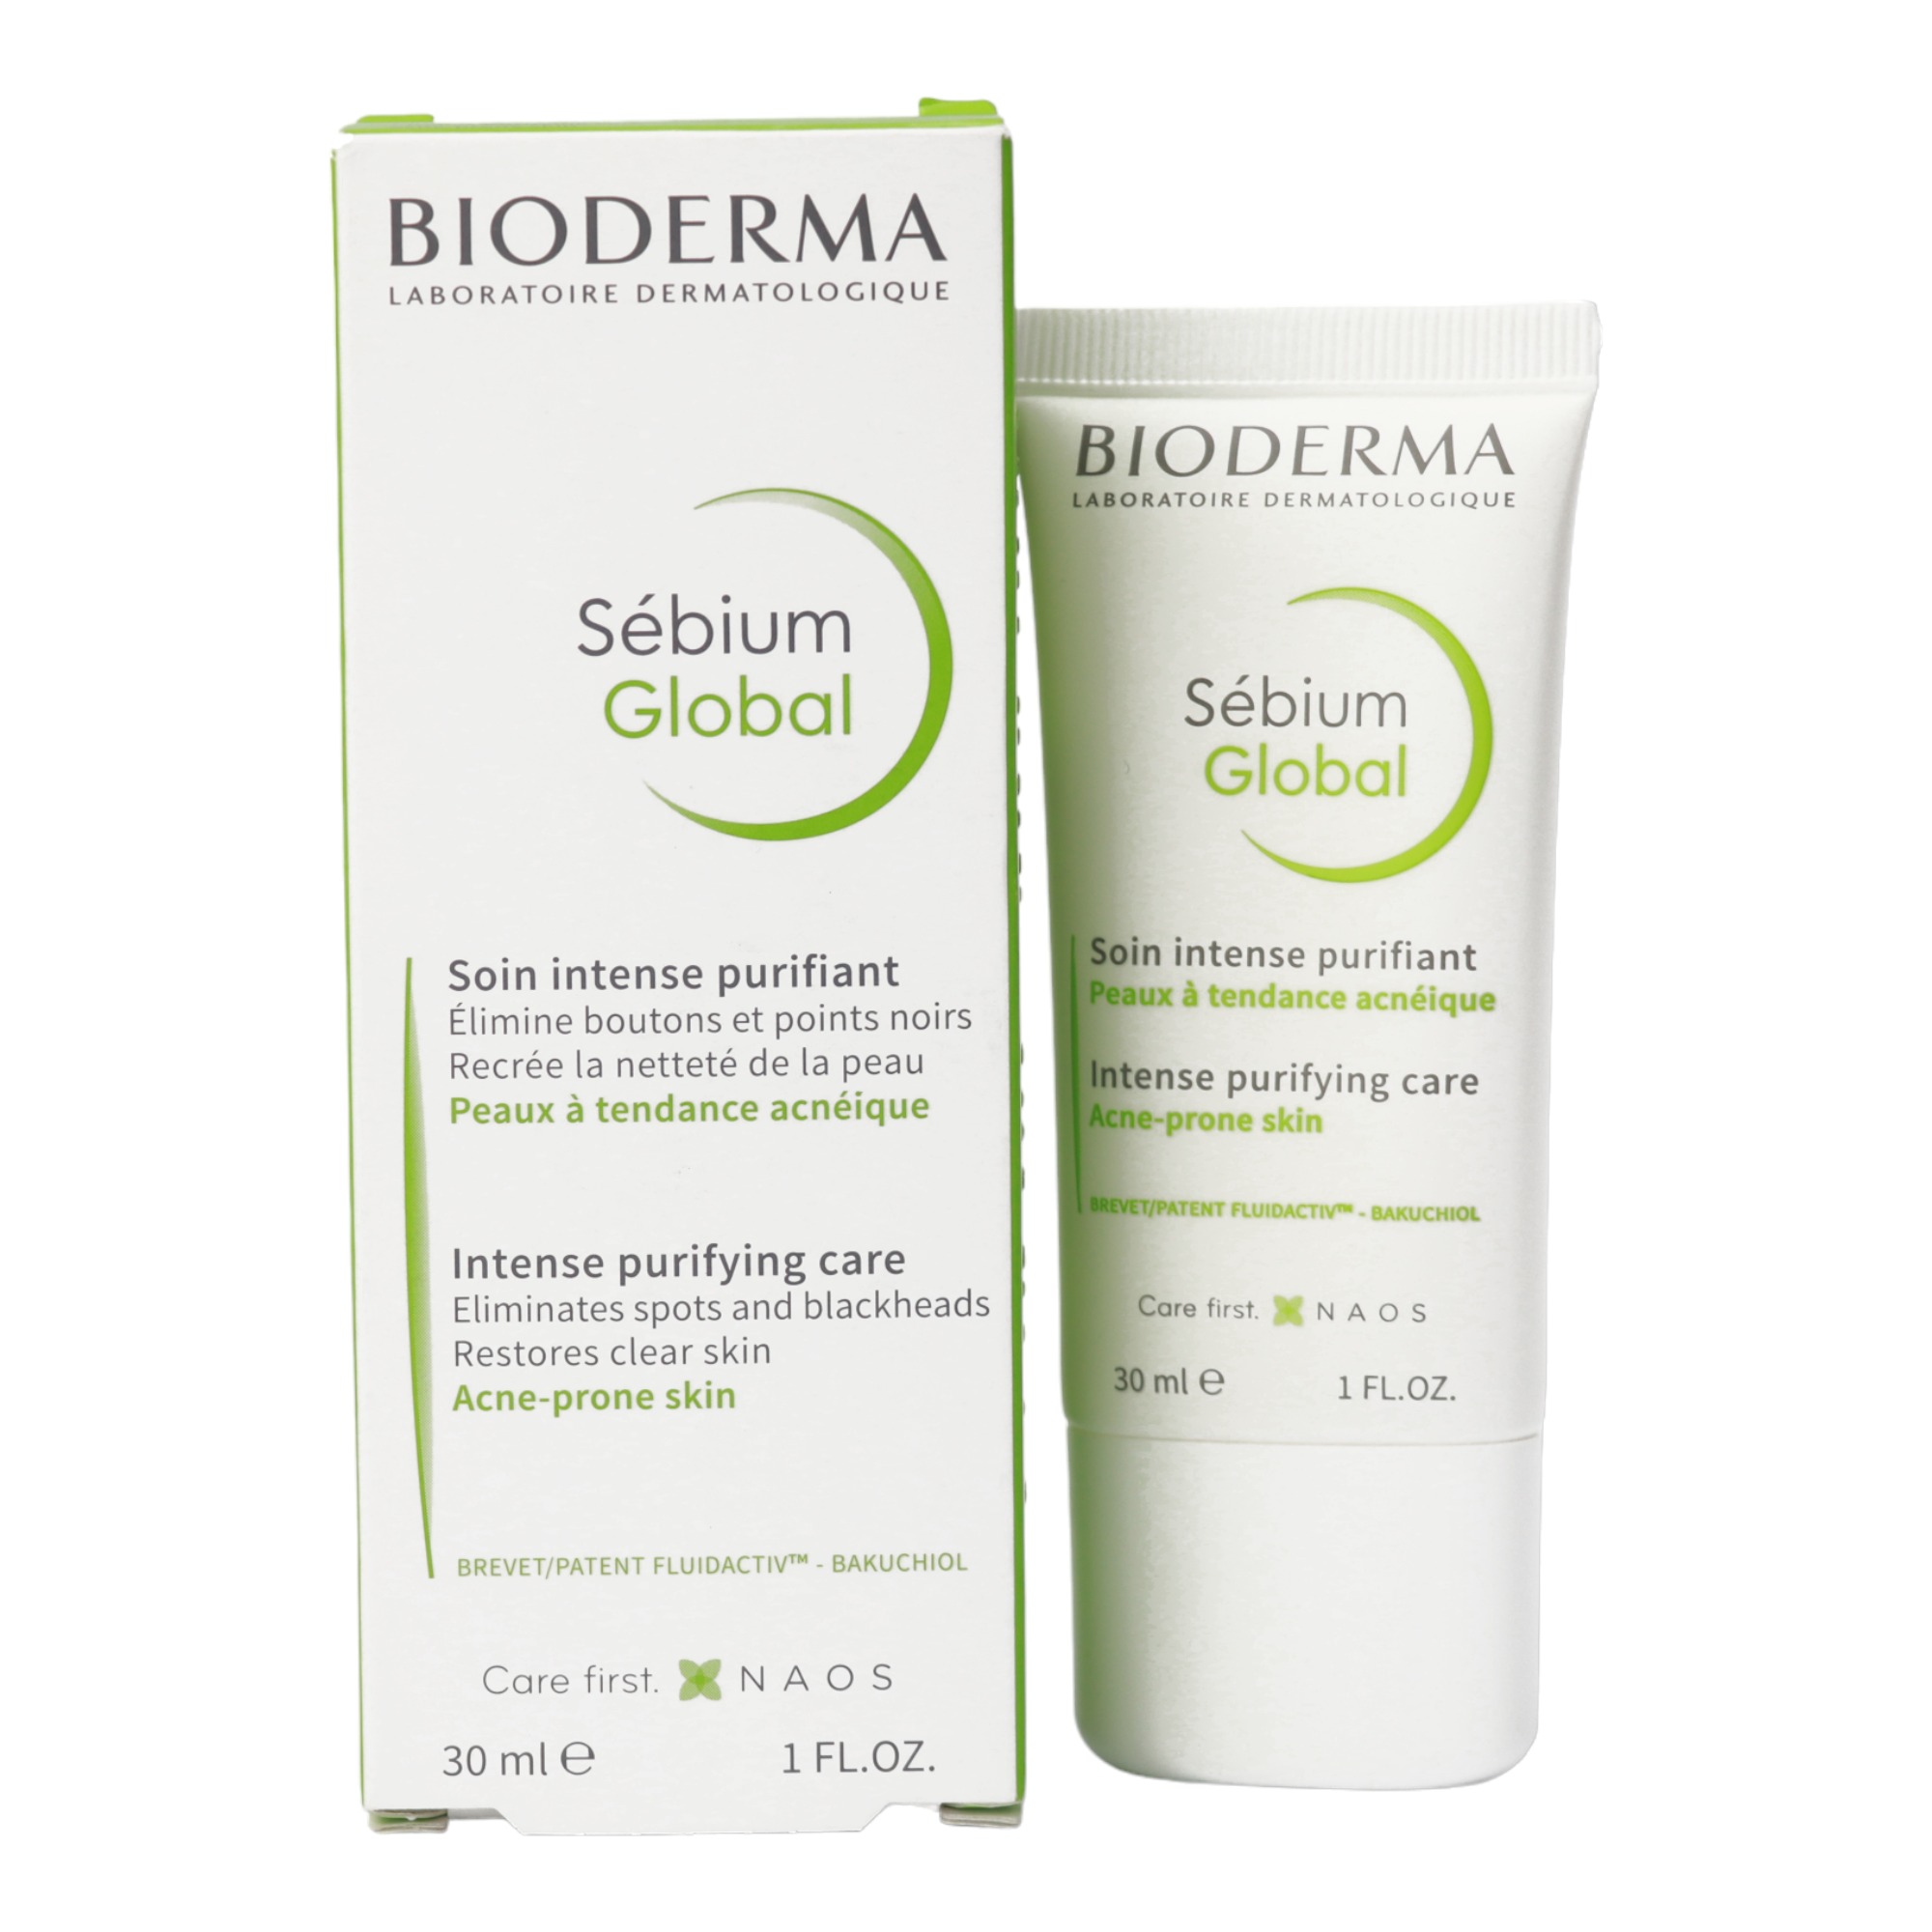 BIODERMA
LABORATOIRE DERMATOLOGIQUE
Sébium
Global
Soin intense purifiant
Élimine boutons et points noirs
Recrée la netteté de la peau
Peaux à tendance acnéique
Intense purifying care
Eliminates spots and blackheads
Restores clear skin
Acne-prone skin
BREVET/PATENT FLUIDACTIV™ - BAKUCHIOL
Care first. NAOS
30 ml ℮ 1 FL.OZ.
BIODERMA
LABORATOIRE DERMATOLOGIQUE
Sébium
Global
Soin intense purifiant
Peaux à tendance acnéique
Intense purifying care
Acne-prone skin
BREVET/PATENT FLUIDACTIV™ - BAKUCHIOL
Care first. NAOS
30 ml ℮ 1 FL.OZ.